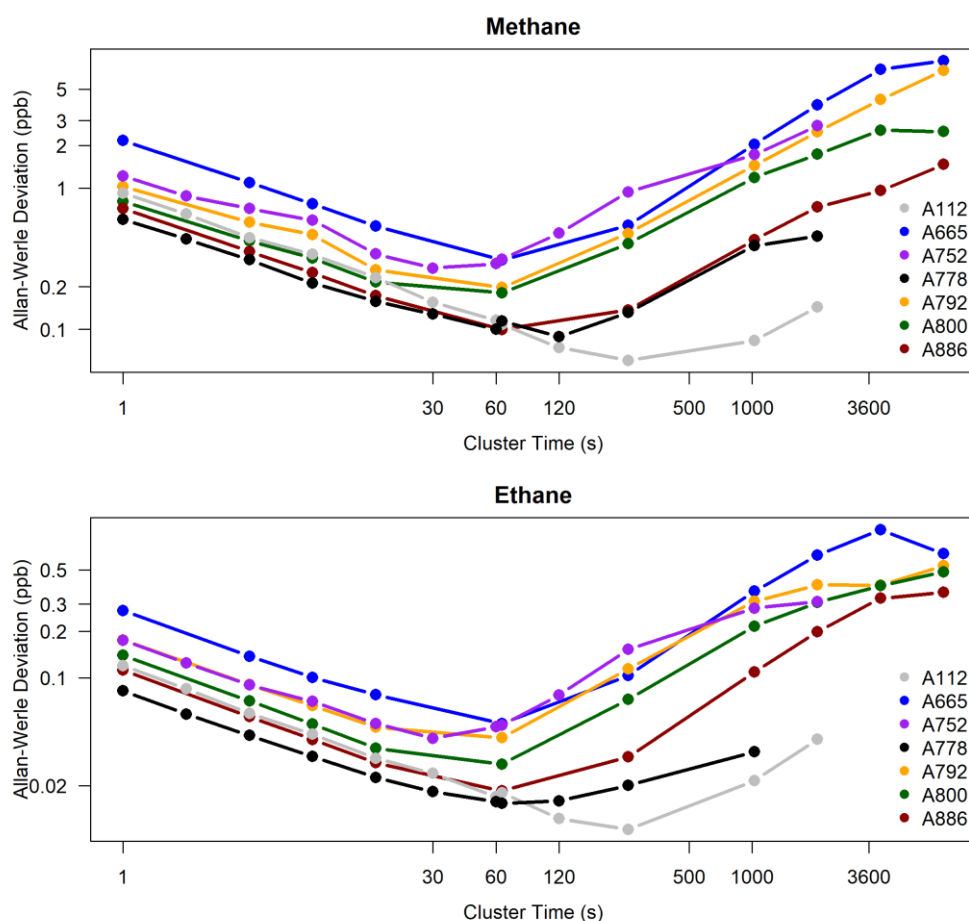 Methane
Allan-Werle Deviation (ppb)
5
3
2
1
0.2
0.1
A112
A665
A752
A778
A792
A800
A886
1 30 60 120 500 1000 3600
Cluster Time (s)
Ethane
Allan-Werle Deviation (ppb)
0.5
0.3
0.2
0.1
0.02
A112
A665
A752
A778
A792
A800
A886
1 30 60 120 500 1000 3600
Cluster Time (s)